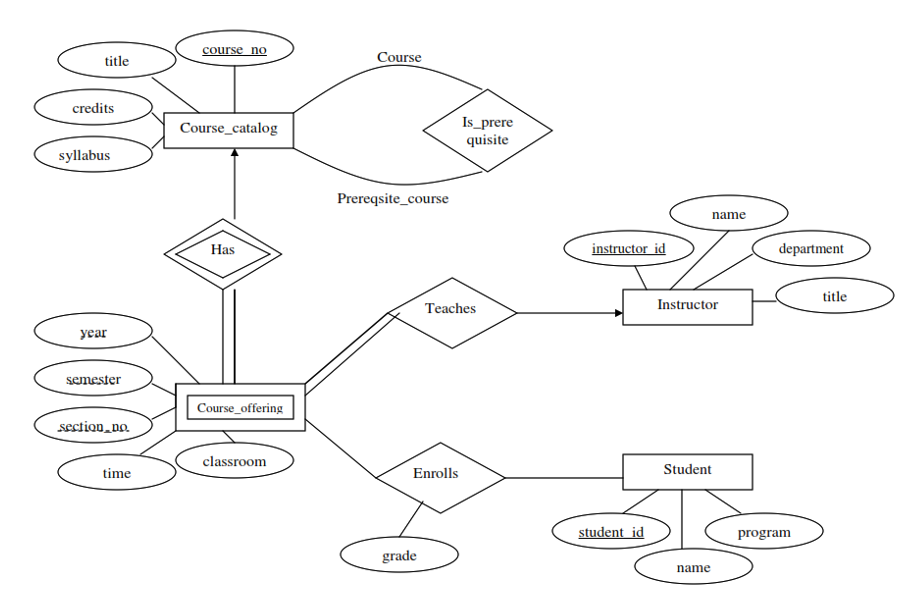 course_no
Course
title
credits
Is_prere
quisite
Course_catalog
syllabus
Prereqsite_course
name
Has
instructor_id
department
title
Teaches
Instructor
year
semester
Course_offering
section_no
classroom
time
Enrolls
Student
student_id
program
grade
name